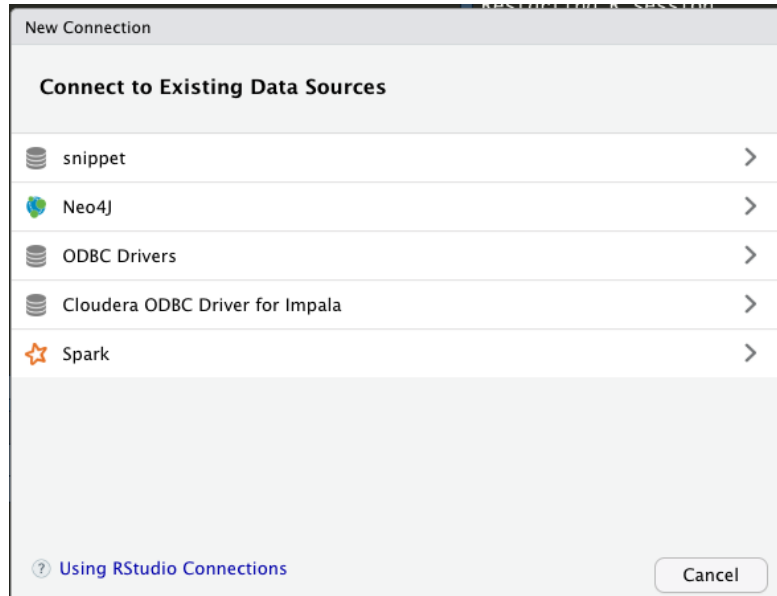 New Connection
Connect to Existing Data Sources
snippet
Neo4J
ODBC Drivers
Cloudera ODBC Driver for Impala
Spark
? Using RStudio Connections
Cancel